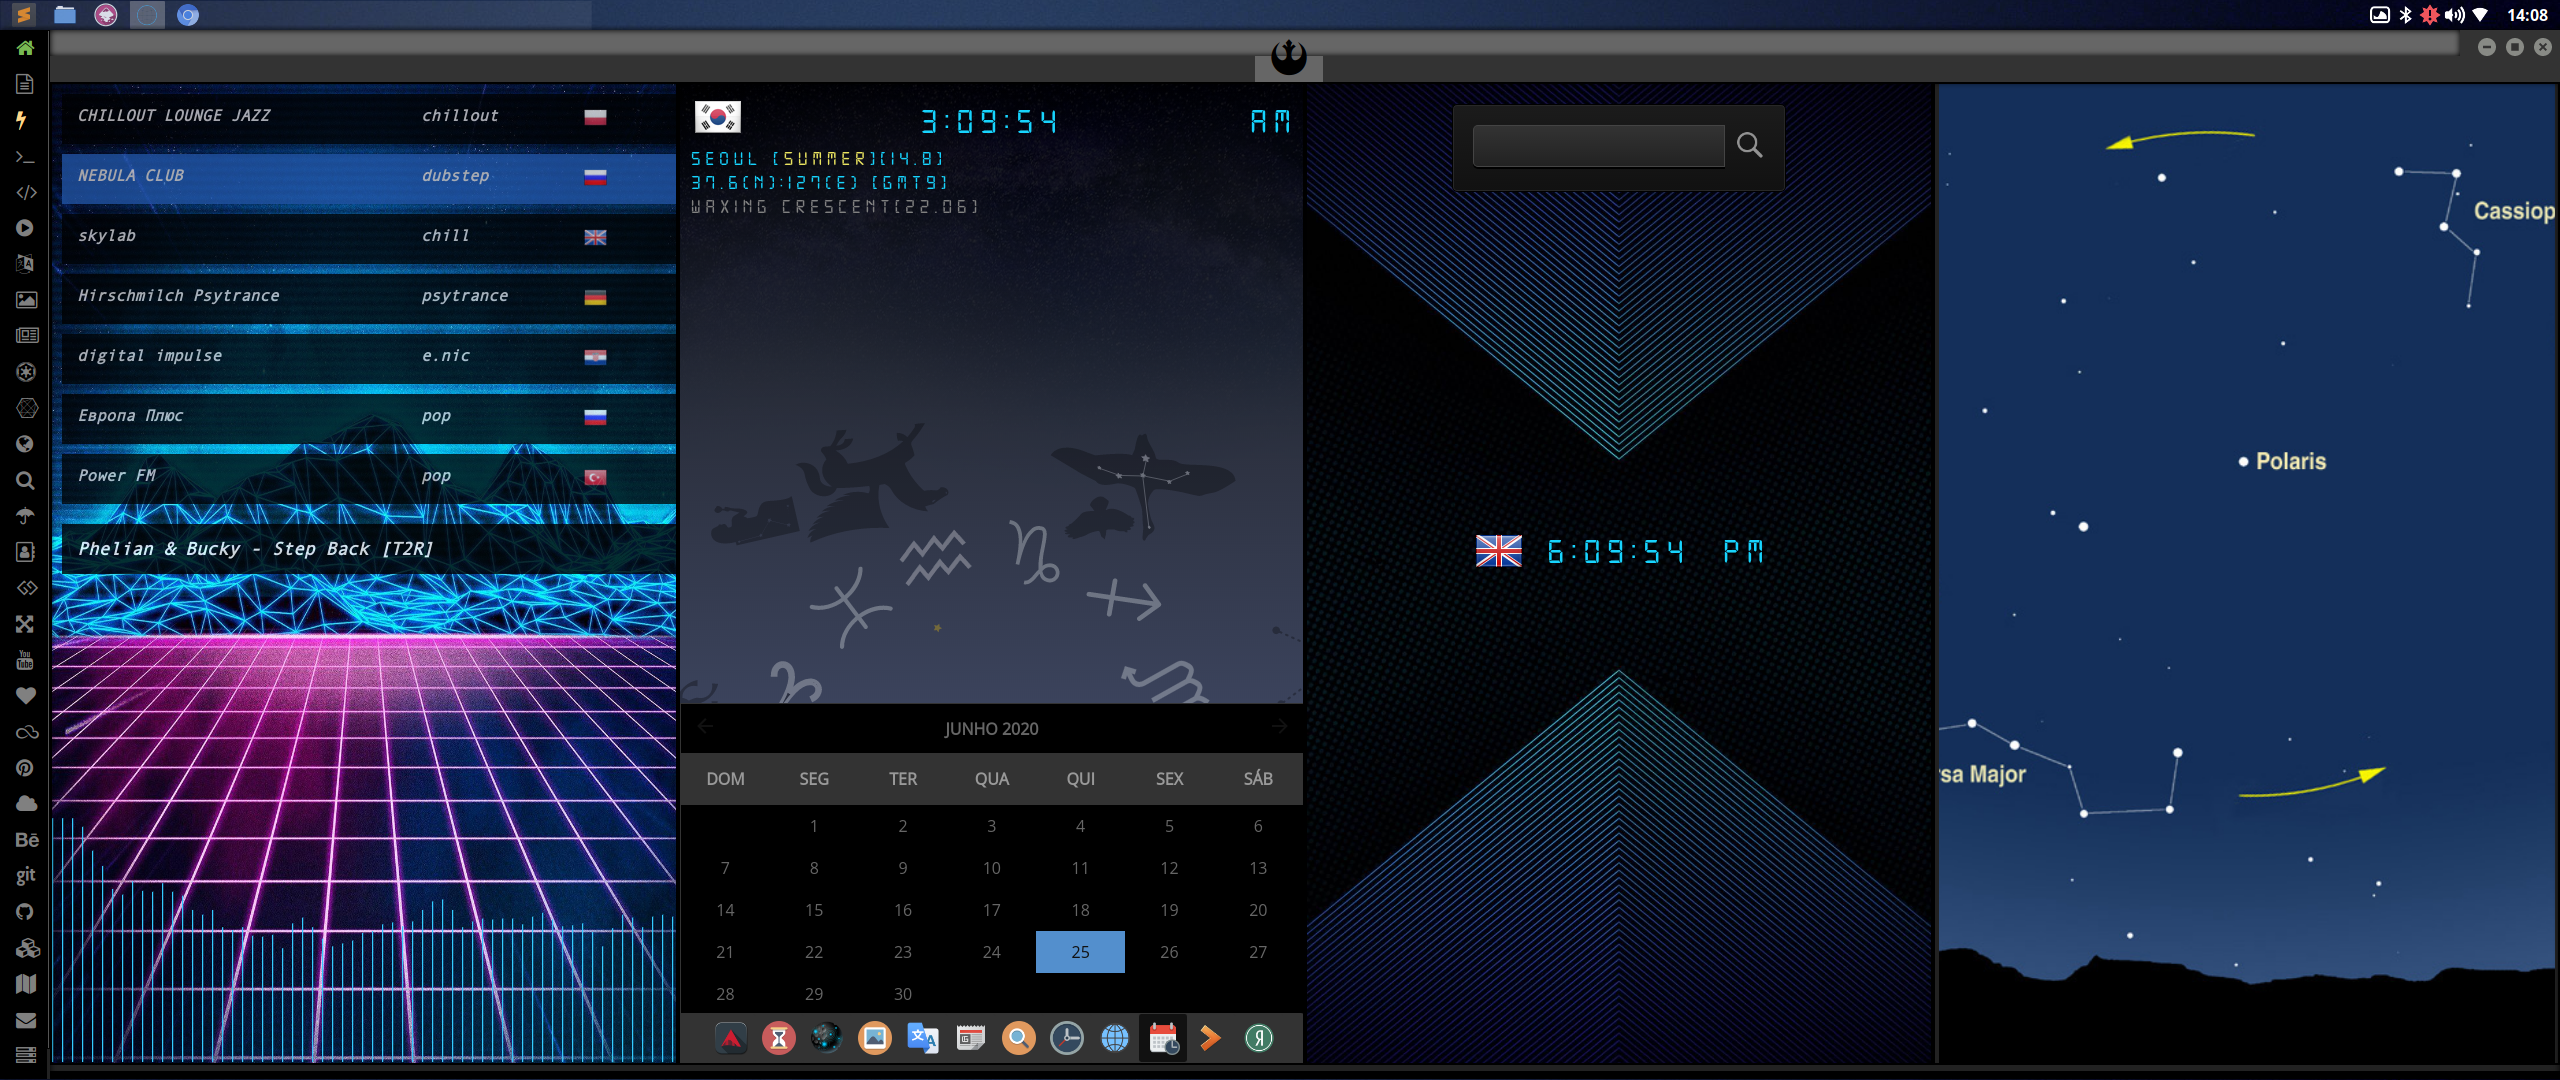 14:08
CHILLOUT LOUNGE JAZZ chillout
NEBULA CLUB dubstep
skylab chill
Hirschmilch Psytrance psytrance
digital impulse e.nic
Европа Плюс pop
Power FM pop
Phelian & Bucky - Step Back [T2R]
You
Tube
Bē
git
3:09:54 AM
SEOUL [SUMMER][14.8]
37.6(N):127(E) [GMT9]
WAXING CRESCENT(22.06)
JUNHO 2020
DOM SEG TER QUA QUI SEX SÁB
1 2 3 4 5 6
7 8 9 10 11 12 13
14 15 16 17 18 19 20
21 22 23 24 25 26 27
28 29 30
6:09:54 PM
Cassiop
Polaris
rsa Major